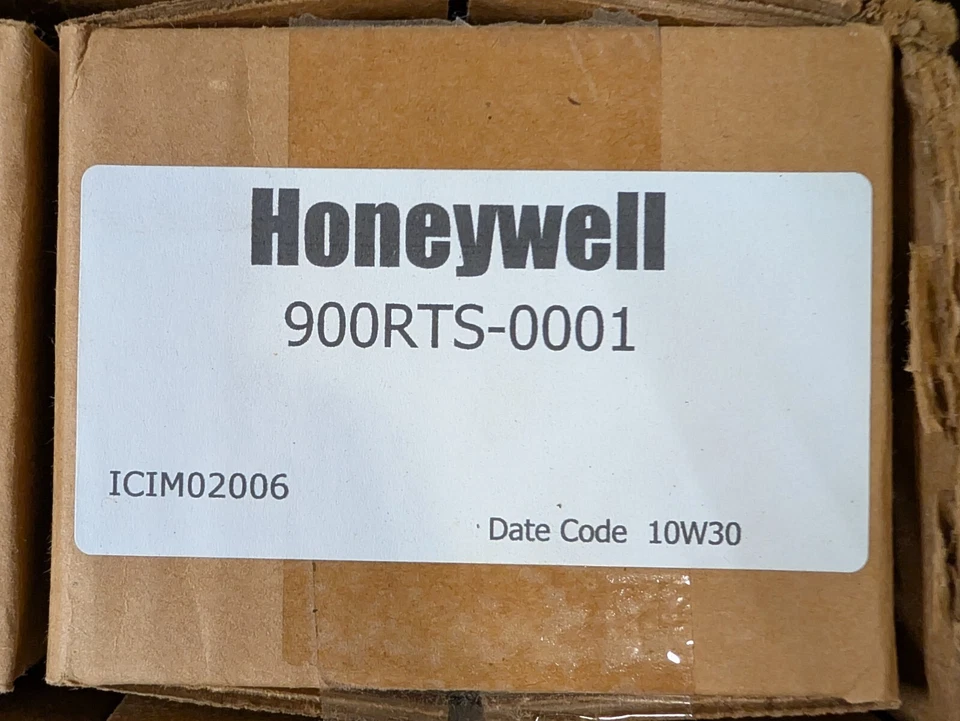 Honeywell
900RTS-0001
ICIM02006
Date Code 10W30